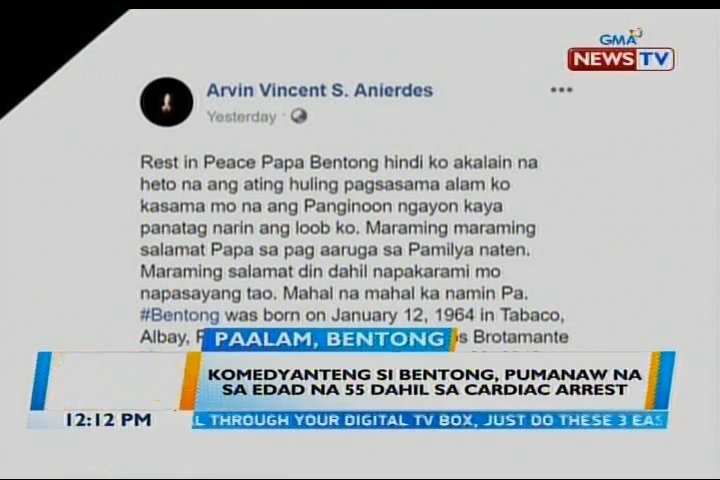 GMA
NEWS TV
Arvin Vincent S. Anierdes
Yesterday ·
Rest in Peace Papa Bentong hindi ko akalain na
heto na ang ating huling pagsasama alam ko
kasama mo na ang Panginoon ngayon kaya
panatag narin ang loob ko. Maraming maraming
salamat Papa sa pag aaruga sa Pamilya naten.
Maraming salamat din dahil napakarami mo
napasayang tao. Mahal na mahal ka namin Pa.
#Bentong was born on January 12, 1964 in Tabaco,
Albay, Brotamante
PAALAM, BENTONG
KOMEDYANTENG SI BENTONG, PUMANAW NA
SA EDAD NA 55 DAHIL SA CARDIAC ARREST
12:12 PM
THROUGH YOUR DIGITAL TV BOX, JUST DO THESE 3